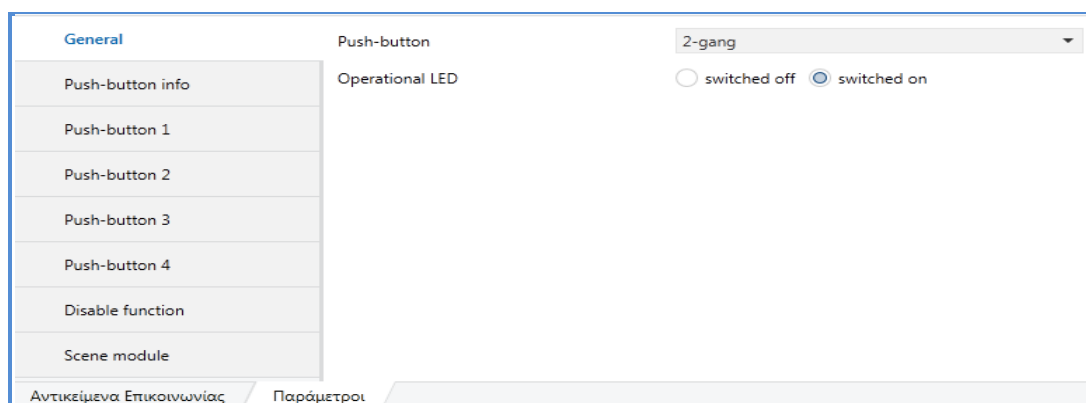 General
Push-button info
Push-button 1
Push-button 2
Push-button 3
Push-button 4
Disable function
Scene module
Push-button 2-gang
Operational LED switched off switched on
Αντικείμενα Επικοινωνίας Παράμετροι